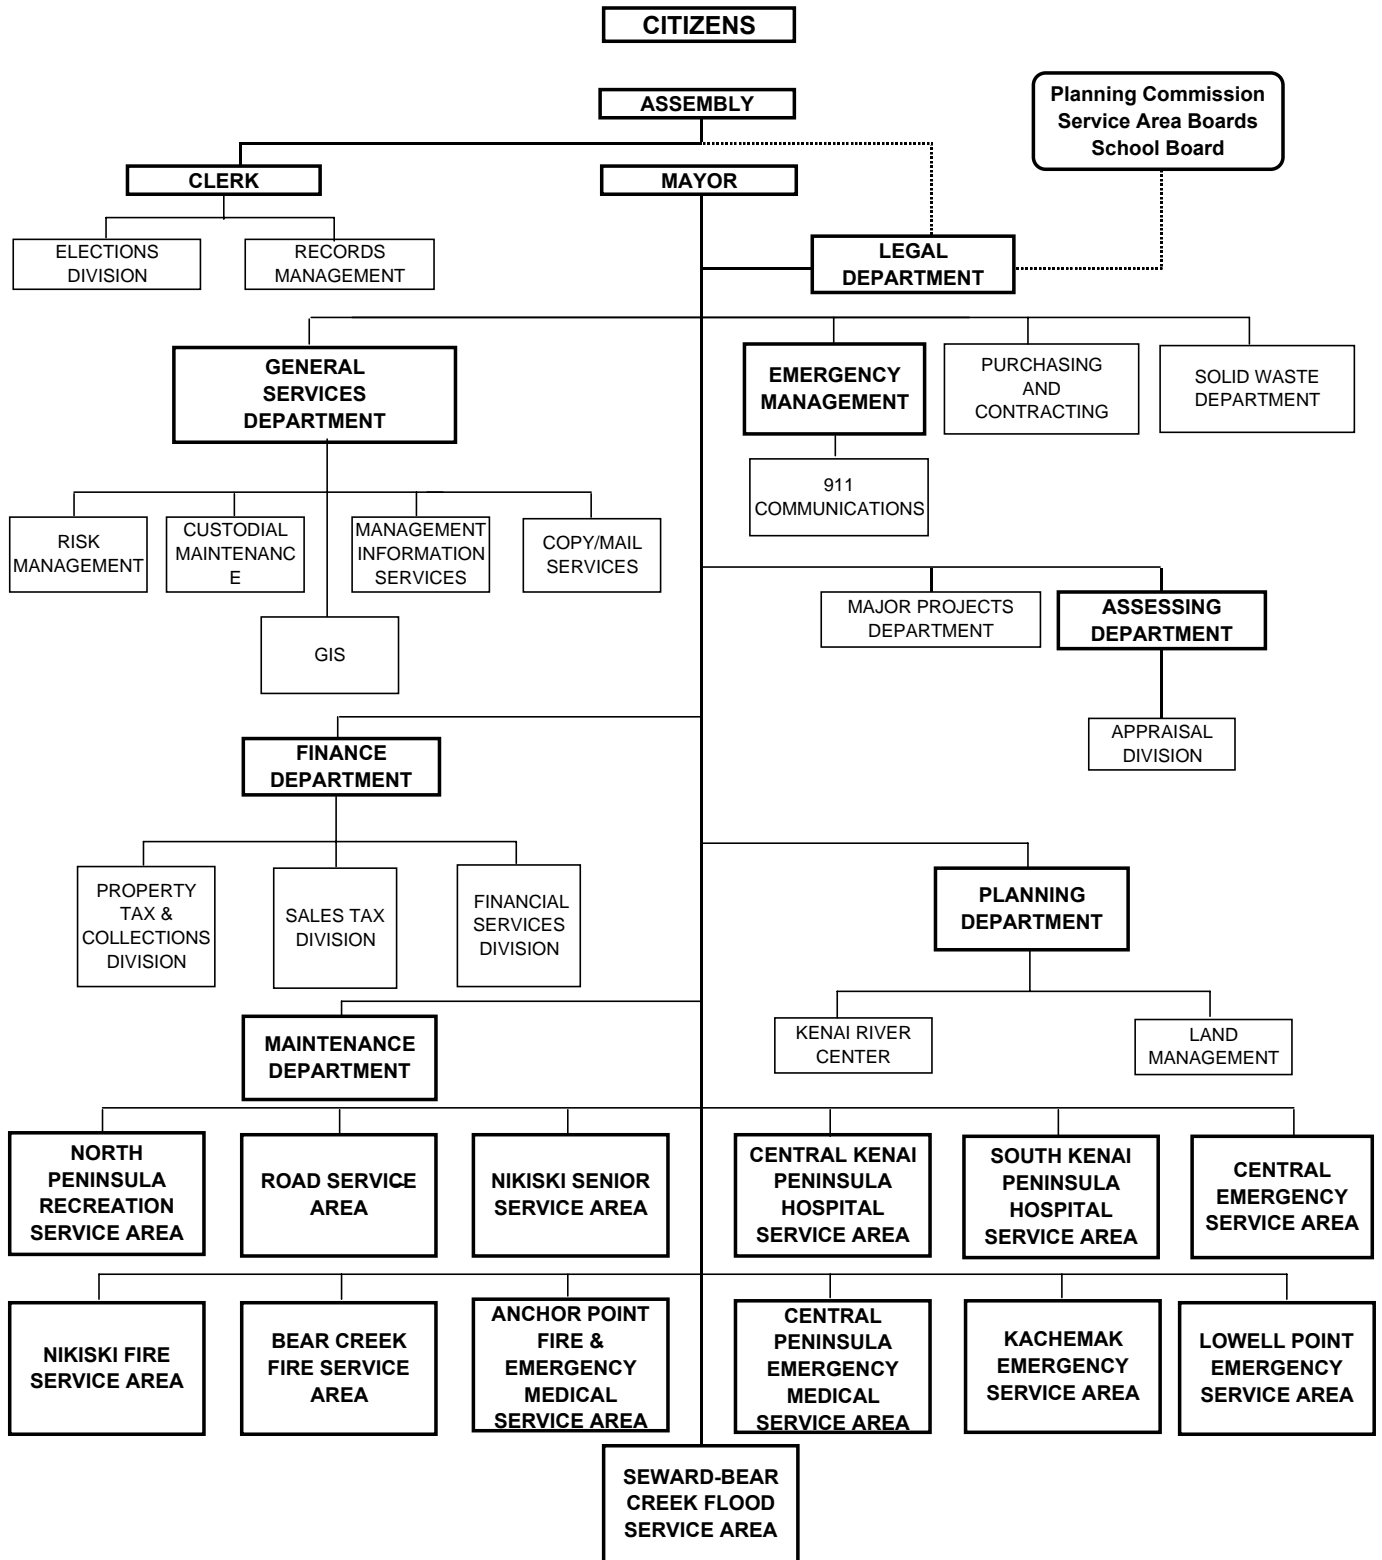 CITIZENS
ASSEMBLY
Planning Commission
Service Area Boards
School Board
CLERK
MAYOR
ELECTIONS
DIVISION
RECORDS
MANAGEMENT
LEGAL
DEPARTMENT
GENERAL
SERVICES
DEPARTMENT
EMERGENCY
MANAGEMENT
PURCHASING
AND
CONTRACTING
SOLID WASTE
DEPARTMENT
911
COMMUNICATIONS
RISK
MANAGEMENT
CUSTODIAL
MAINTENANC
E
MANAGEMENT
INFORMATION
SERVICES
COPY/MAIL
SERVICES
GIS
MAJOR PROJECTS
DEPARTMENT
ASSESSING
DEPARTMENT
APPRAISAL
DIVISION
FINANCE
DEPARTMENT
PROPERTY
TAX &
COLLECTIONS
DIVISION
SALES TAX
DIVISION
FINANCIAL
SERVICES
DIVISION
PLANNING
DEPARTMENT
MAINTENANCE
DEPARTMENT
KENAI RIVER
CENTER
LAND
MANAGEMENT
NORTH
PENINSULA
RECREATION
SERVICE AREA
ROAD SERVICE
AREA
NIKISKI SENIOR
SERVICE AREA
CENTRAL KENAI
PENINSULA
HOSPITAL
SERVICE AREA
SOUTH KENAI
PENINSULA
HOSPITAL
SERVICE AREA
CENTRAL
EMERGENCY
SERVICE AREA
NIKISKI FIRE
SERVICE AREA
BEAR CREEK
FIRE SERVICE
AREA
ANCHOR POINT
FIRE &
EMERGENCY
MEDICAL
SERVICE AREA
CENTRAL
PENINSULA
EMERGENCY
MEDICAL
SERVICE AREA
KACHEMAK
EMERGENCY
SERVICE AREA
LOWELL POINT
EMERGENCY
SERVICE AREA
SEWARD-BEAR
CREEK FLOOD
SERVICE AREA